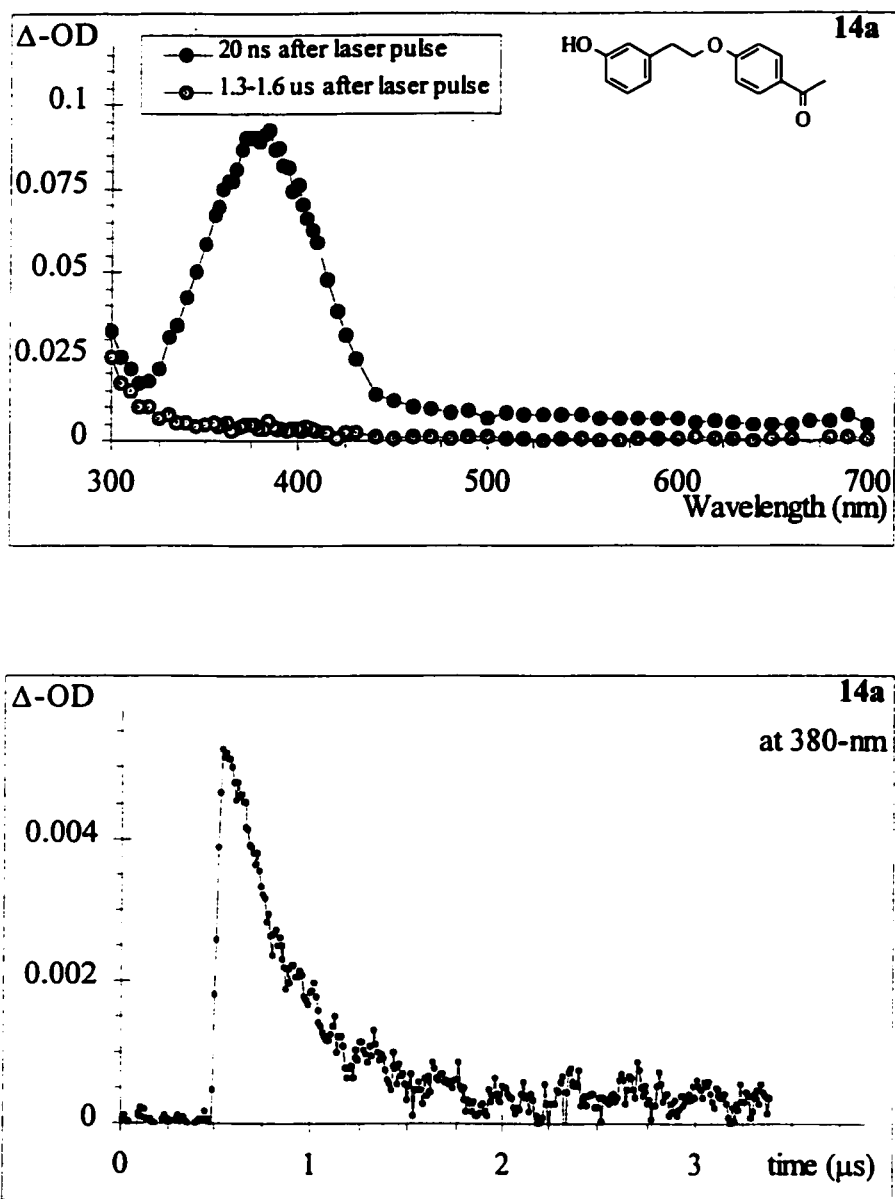 Δ-OD
14a
20 ns after laser pulse
1.3-1.6 us after laser pulse
HO
O
O
0.1
0.075
0.05
0.025
0
300
400
500
600
700
Wavelength (nm)
Δ-OD
14a
at 380-nm
0.004
0.002
0
0
1
2
3
time (μs)